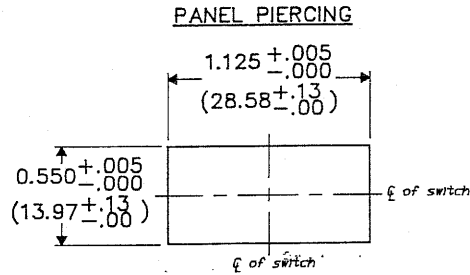 PANEL PIERCING
1.125 +.005
-.000
(28.58 +.13
-.00 )
0.550 +.005
-.000
(13.97 +.13
-.00 )
℄ of switch
℄ of switch